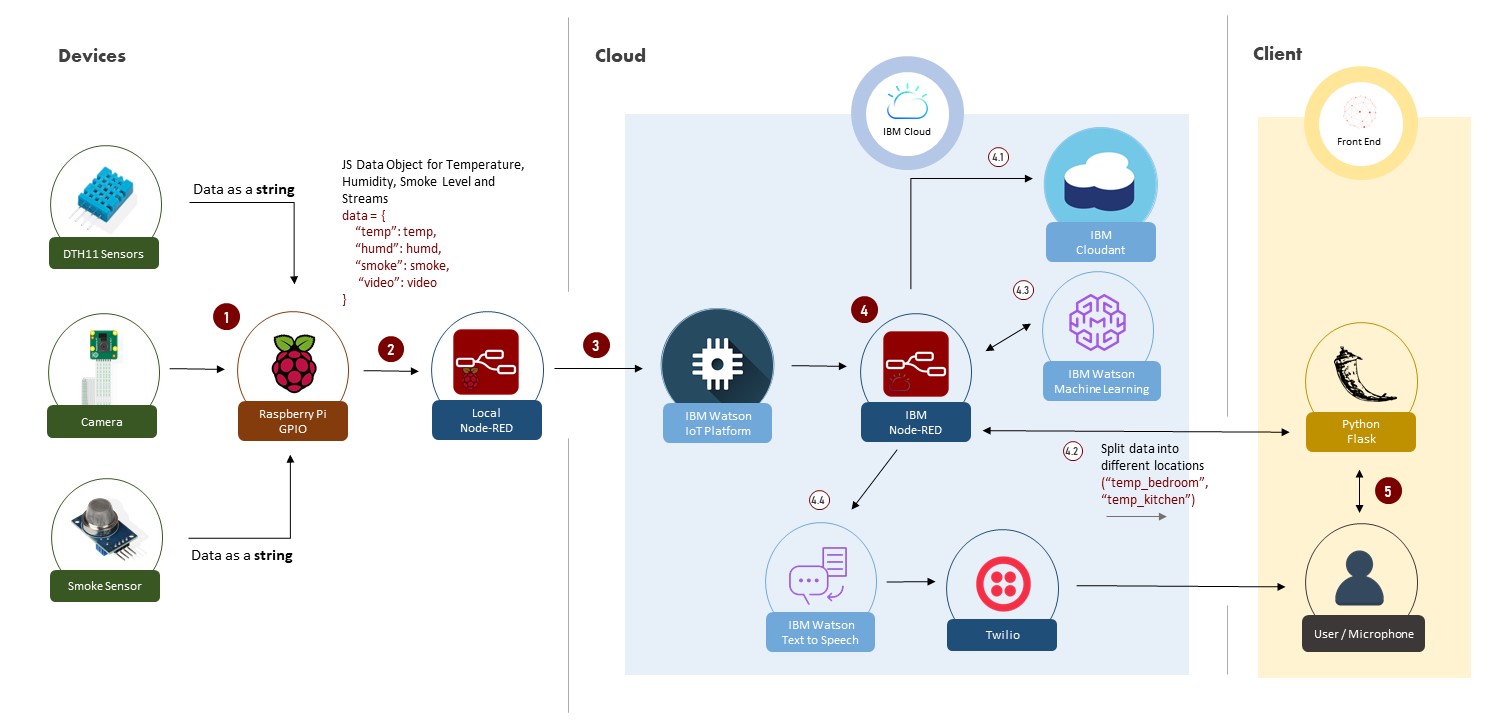 Devices
Cloud
Client
IBM Cloud
Front End
DTH11 Sensors
Data as a string
JS Data Object for Temperature,
Humidity, Smoke Level and
Streams
data = {
“temp”: temp,
“humd”: humd,
“smoke”: smoke,
“video”: video
}
Camera
1
Raspberry Pi
GPIO
2
Local
Node-RED
Smoke Sensor
Data as a string
3
IBM Watson
IoT Platform
4
IBM
Node-RED
4.1
IBM
Cloudant
4.3
IBM Watson
Machine Learning
4.2
Split data into
different locations
(“temp_bedroom”,
“temp_kitchen”)
4.4
IBM Watson
Text to Speech
Twilio
Python
Flask
5
User / Microphone